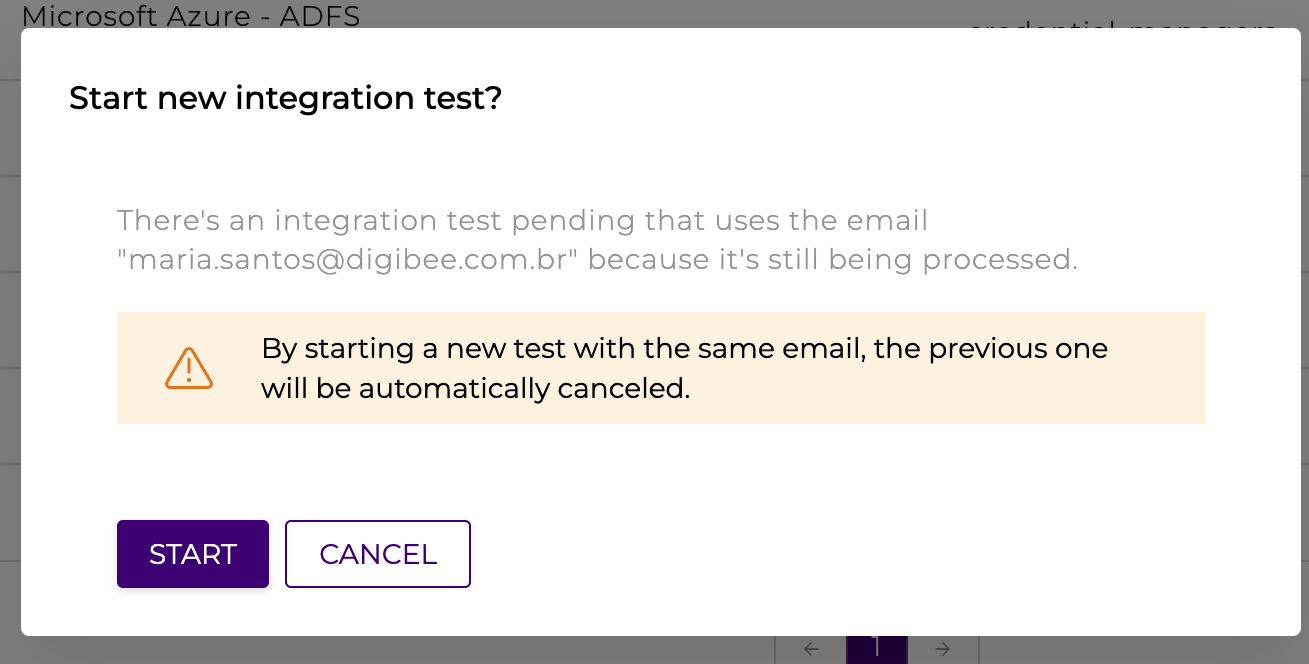 Microsoft Azure - ADFS
Start new integration test?
There's an integration test pending that uses the email
"maria.santos@digibee.com.br" because it's still being processed.
By starting a new test with the same email, the previous one
will be automatically canceled.
START
CANCEL
1